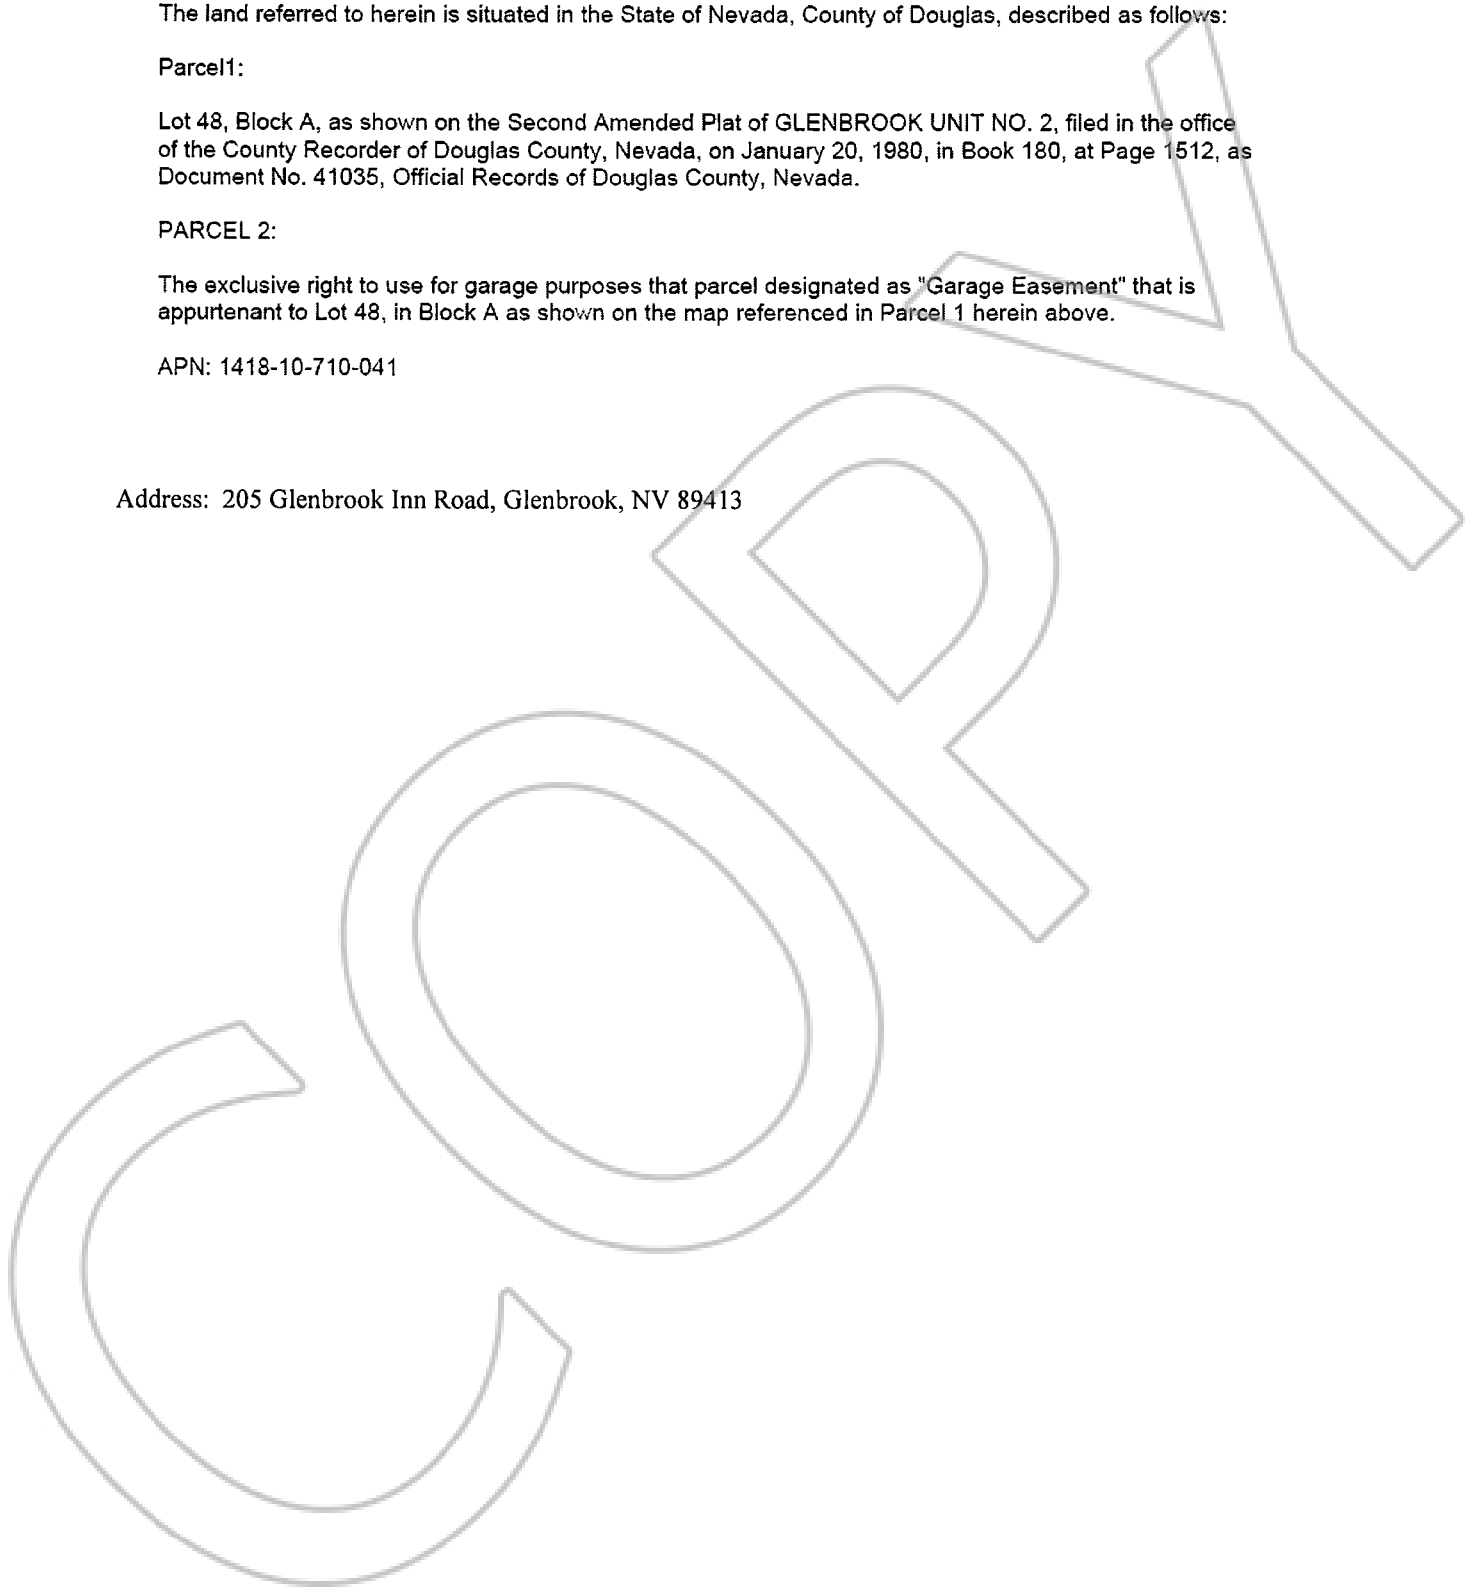 The land referred to herein is situated in the State of Nevada, County of Douglas, described as follows:
Parcel1:
Lot 48, Block A, as shown on the Second Amended Plat of GLENBROOK UNIT NO. 2, filed in the office
of the County Recorder of Douglas County, Nevada, on January 20, 1980, in Book 180, at Page 1512, as
Document No. 41035, Official Records of Douglas County, Nevada.
PARCEL 2:
The exclusive right to use for garage purposes that parcel designated as "Garage Easement" that is
appurtenant to Lot 48, in Block A as shown on the map referenced in Parcel 1 herein above.
APN: 1418-10-710-041
Address: 205 Glenbrook Inn Road, Glenbrook, NV 89413
COPY